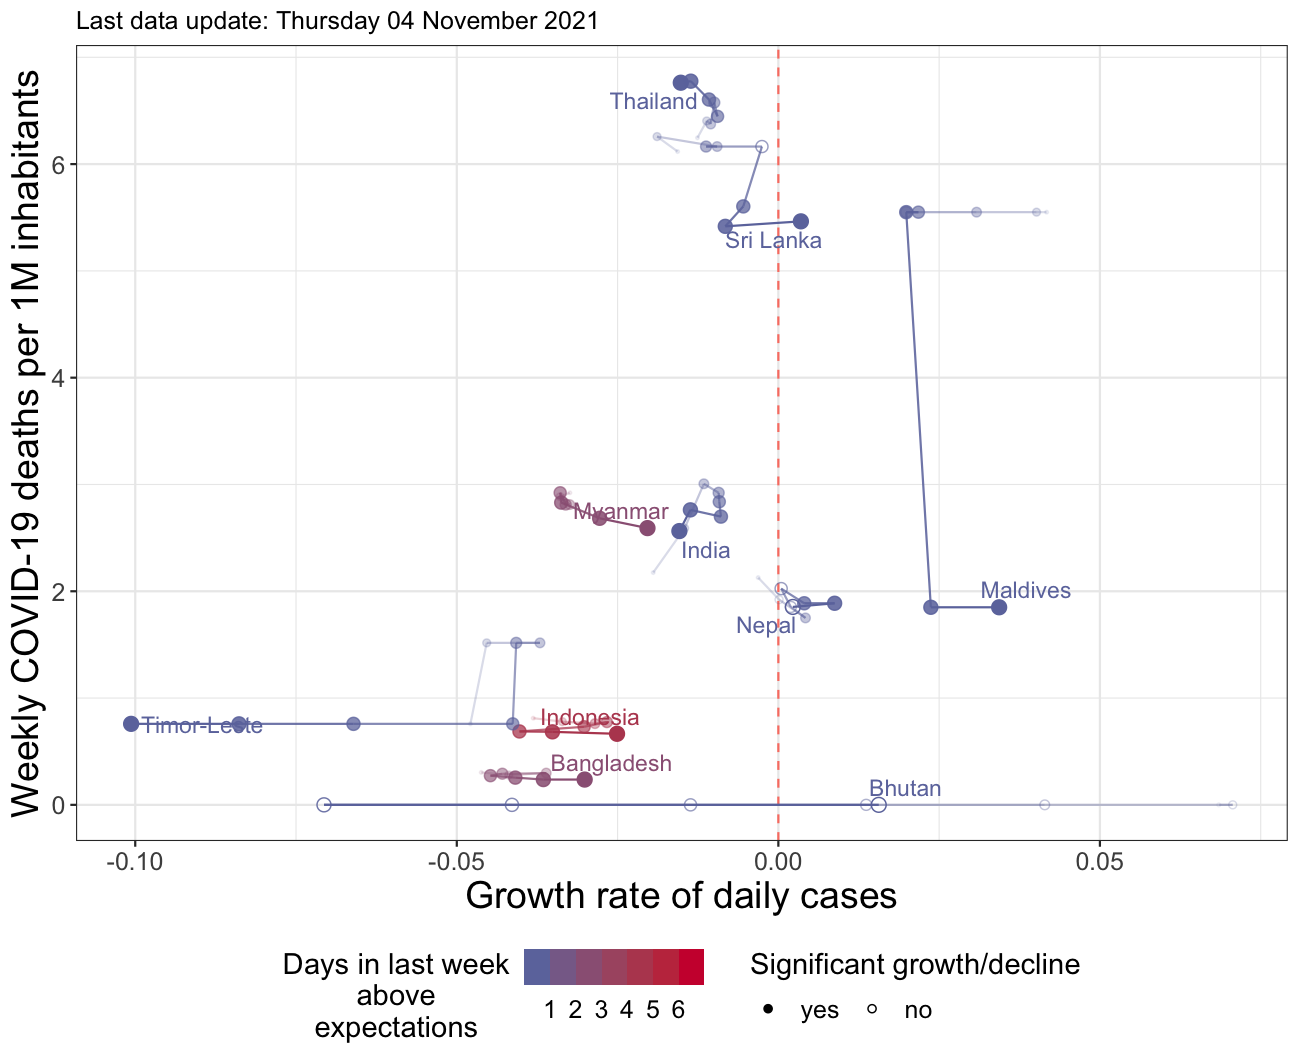 Last data update: Thursday 04 November 2021
Weekly COVID-19 deaths per 1M inhabitants
6
4
2
0
Thailand
Sri Lanka
Myanmar
India
Maldives
Nepal
Indonesia
Timor-Leste
Bangladesh
Bhutan
-0.10
-0.05
0.00
0.05
Growth rate of daily cases
Days in last week
above
expectations
1 2 3 4 5 6
Significant growth/decline
yes
no